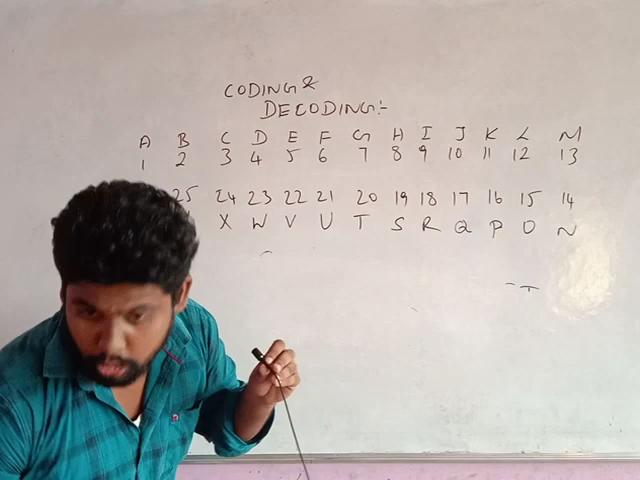 CODING &
DECODING:-
A B C D E F G H I J K L M
1 2 3 4 5 6 7 8 9 10 11 12 13
25 24 23 22 21 20 19 18 17 16 15 14
X W V U T S R Q P O N